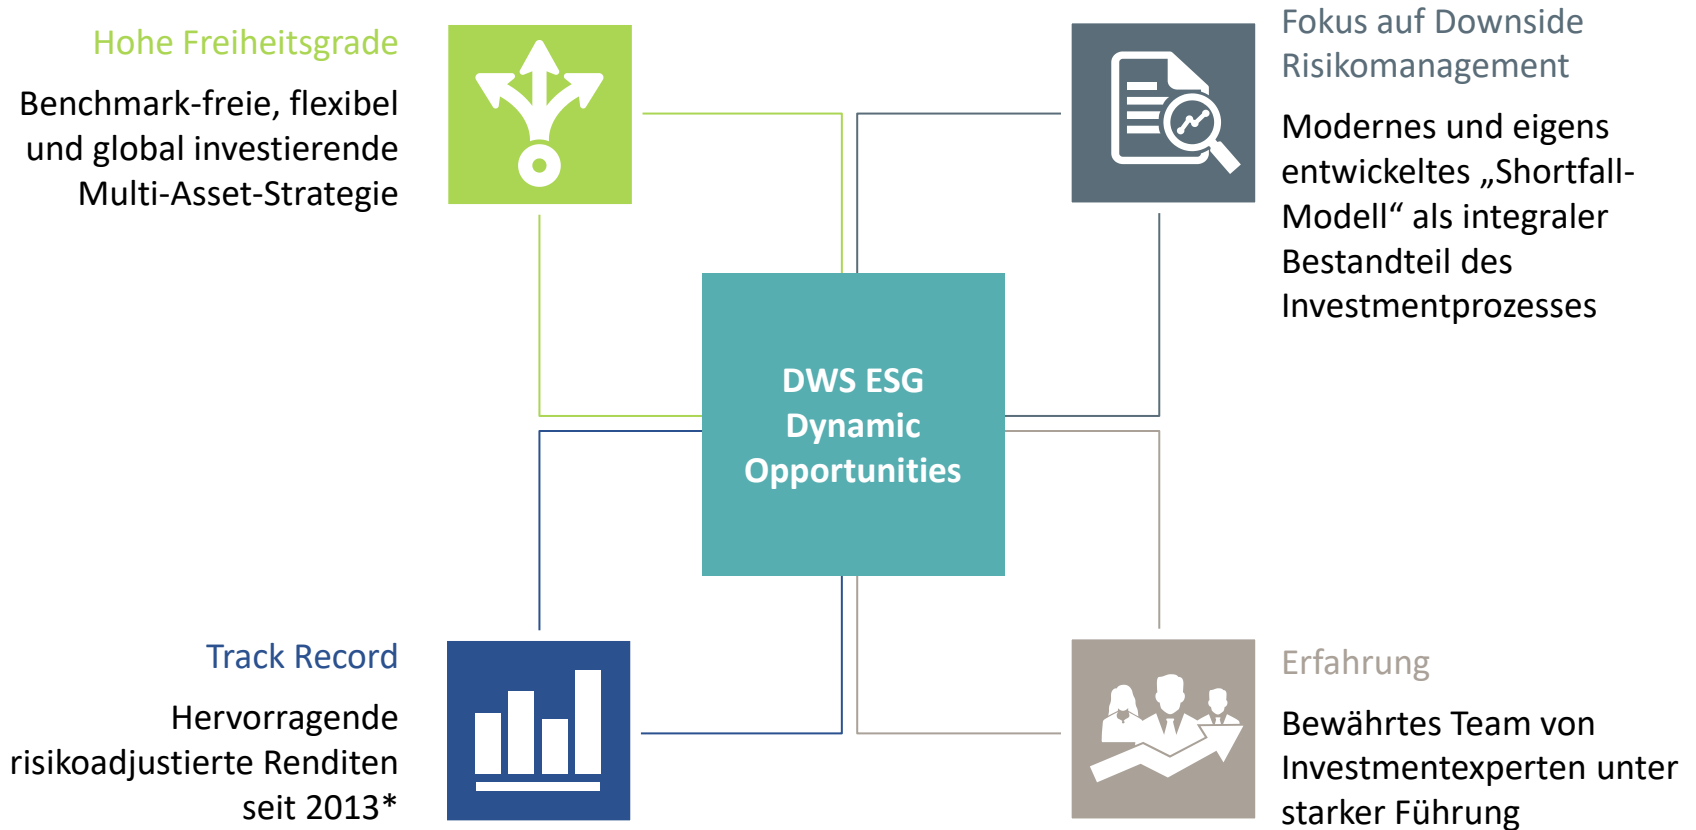 Hohe Freiheitsgrade
Benchmark-freie, flexibel
und global investierende
Multi-Asset-Strategie
Fokus auf Downside
Risikomanagement
Modernes und eigens
entwickeltes „Shortfall-
Modell“ als integraler
Bestandteil des
Investmentprozesses
DWS ESG
Dynamic
Opportunities
Track Record
Hervorragende
risikoadjustierte Renditen
seit 2013*
Erfahrung
Bewährtes Team von
Investmentexperten unter
starker Führung